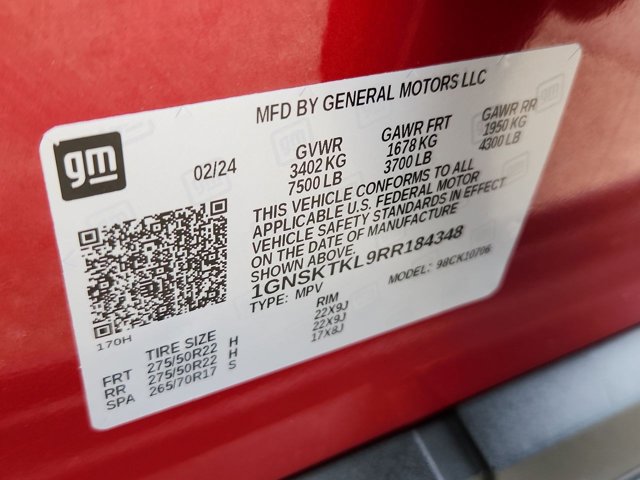 MFD BY GENERAL MOTORS LLC
gm
02/24
GVWR
3402 KG
7500 LB
GAWR FRT
1678 KG
3700 LB
GAWR RR
1950 KG
4300 LB
THIS VEHICLE CONFORMS TO ALL
APPLICABLE U.S. FEDERAL MOTOR
VEHICLE SAFETY STANDARDS IN EFFECT
ON THE DATE OF MANUFACTURE
SHOWN ABOVE
1GNSKTKL9RR184348
TYPE: MPV
MODEL: 98CK10706
170H
TIRE SIZE
RIM
FRT 275/50R22 H 22X9J
RR 275/50R22 H 22X9J
SPA 265/70R17 S 17X8J